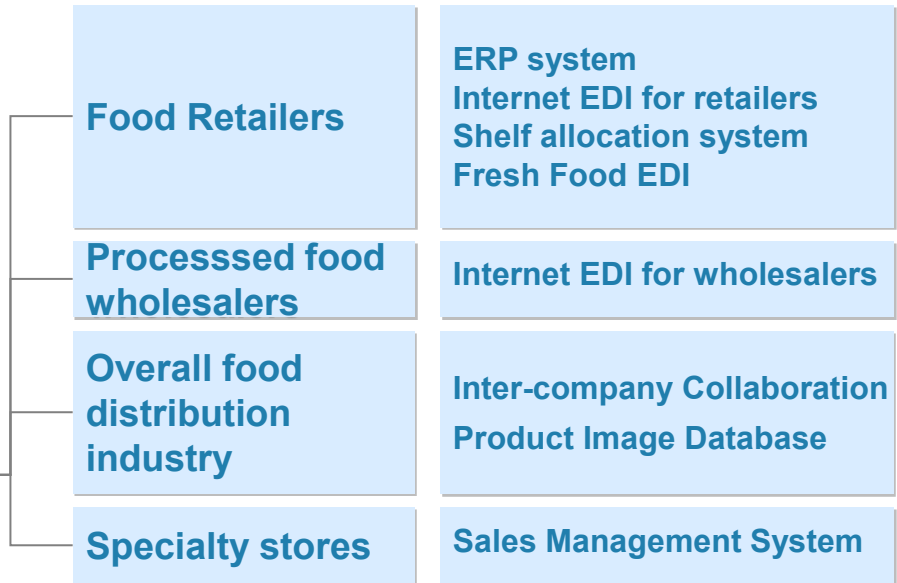 Food Retailers
ERP system
Internet EDI for retailers
Shelf allocation system
Fresh Food EDI
Processsed food
wholesalers
Internet EDI for wholesalers
Overall food
distribution
industry
Inter-company Collaboration
Product Image Database
Specialty stores
Sales Management System